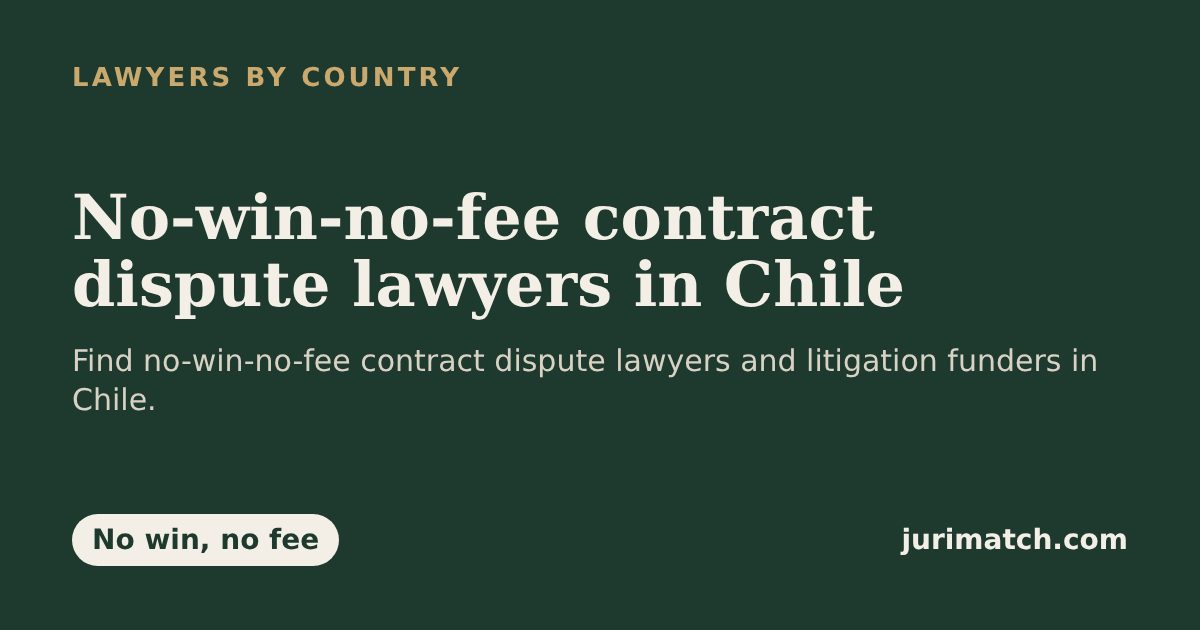 LAWYERS BY COUNTRY
No-win-no-fee contract
dispute lawyers in Chile
Find no-win-no-fee contract dispute lawyers and litigation funders in
Chile.
No win, no fee
jurimatch.com